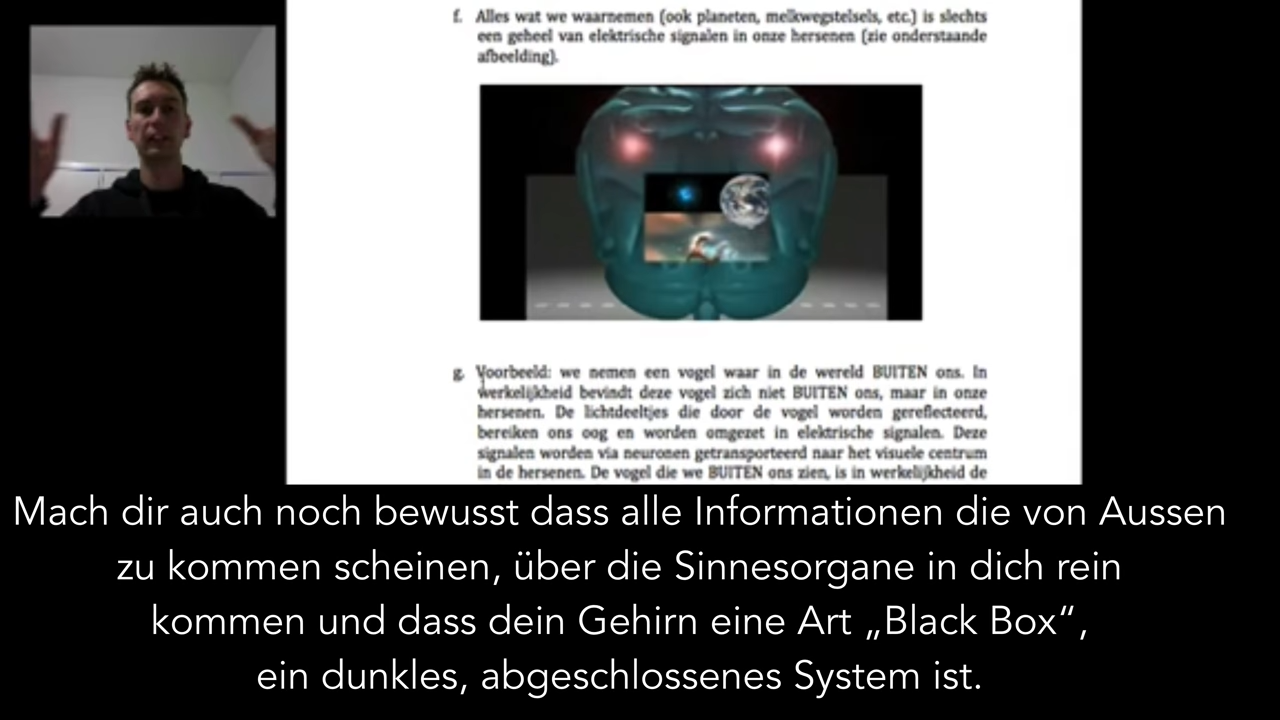 f. Alles wat we waarnemen (ook planeten, melkwegstelsels, etc.) is slechts
een geheel van elektrische signalen in onze hersenen (zie onderstaande
afbeelding).
g. Voorbeeld: we nemen een vogel waar in de wereld BUITEN ons. In
werkelijkheid bevindt deze vogel zich niet BUITEN ons, maar in onze
hersenen. De lichtdeeltjes die door de vogel worden gereflecteerd,
bereiken ons oog en worden omgezet in elektrische signalen. Deze
signalen worden via neuronen getransporteerd naar het visuele centrum
in de hersenen. De vogel die we BUITEN ons zien, is in werkelijkheid de
Mach dir auch noch bewusst dass alle Informationen die von Aussen
zu kommen scheinen, über die Sinnesorgane in dich rein
kommen und dass dein Gehirn eine Art „Black Box“,
ein dunkles, abgeschlossenes System ist.